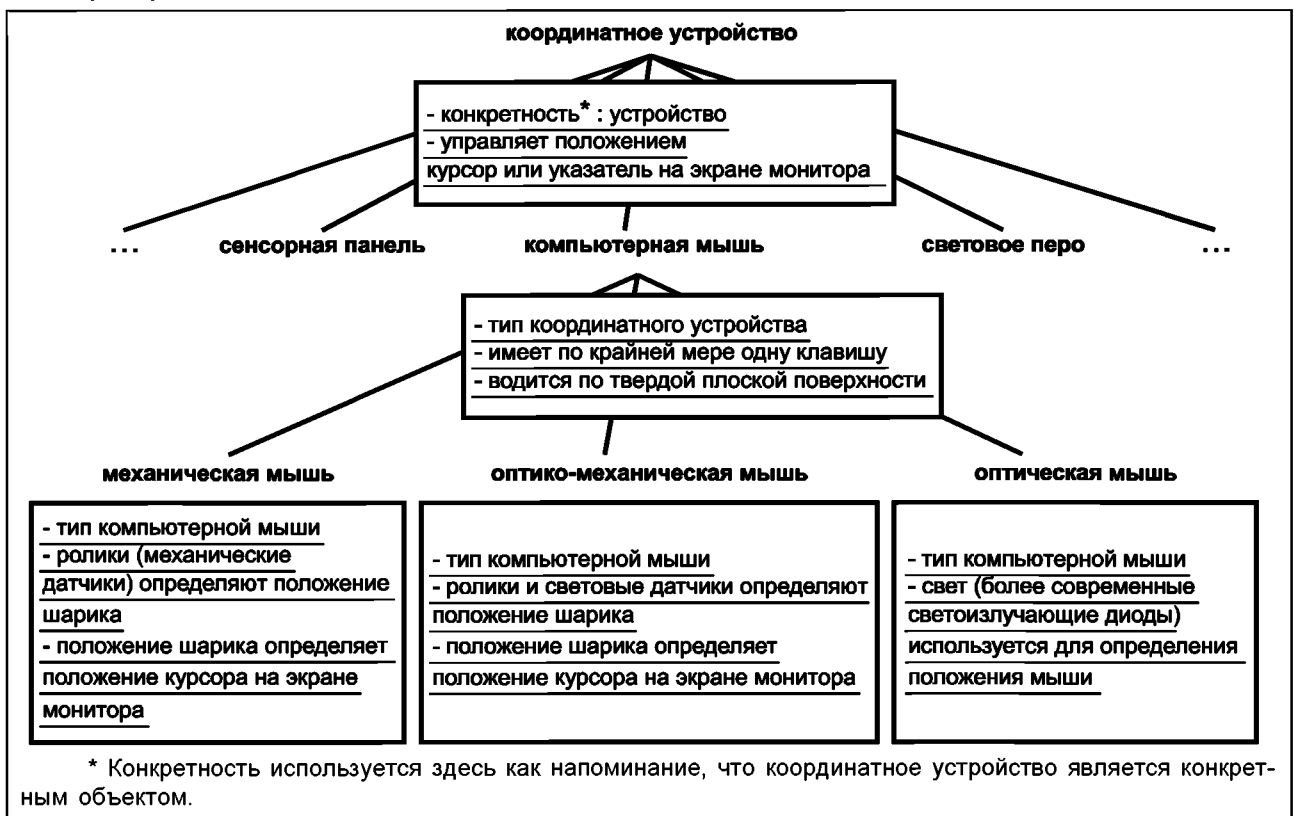 координатное устройство
- конкретность* : устройство
- управляет положением
курсор или указатель на экране монитора
... сенсорная панель компьютерная мышь световое перо ...
- тип координатного устройства
- имеет по крайней мере одну клавишу
- водится по твердой плоской поверхности
механическая мышь оптико-механическая мышь оптическая мышь
- тип компьютерной мыши
- ролики (механические
датчики) определяют положение
шарика
- положение шарика определяет
положение курсора на экране
монитора
- тип компьютерной мыши
- ролики и световые датчики определяют
положение шарика
- положение шарика определяет
положение курсора на экране монитора
- тип компьютерной мыши
- свет (более современные
светоизлучающие диоды)
используется для определения
положения мыши
* Конкретность используется здесь как напоминание, что координатное устройство является конкрет-
ным объектом.